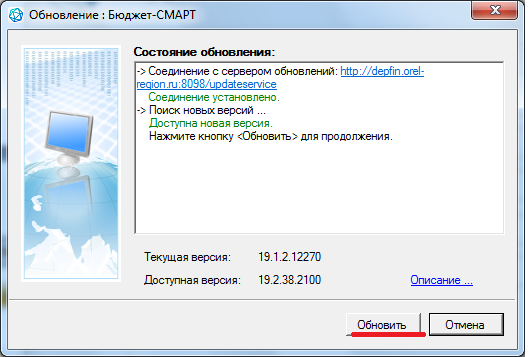 Обновление : Бюджет-СМАРТ
Состояние обновления:
-> Соединение с сервером обновлений: http://depfin.orel-
region.ru:8098/updateservice
Соединение установлено.
-> Поиск новых версий ...
Доступна новая версия.
Нажмите кнопку <Обновить> для продолжения.
Текущая версия: 19.1.2.12270
Доступная версия: 19.2.38.2100 Описание ...
Обновить Отмена